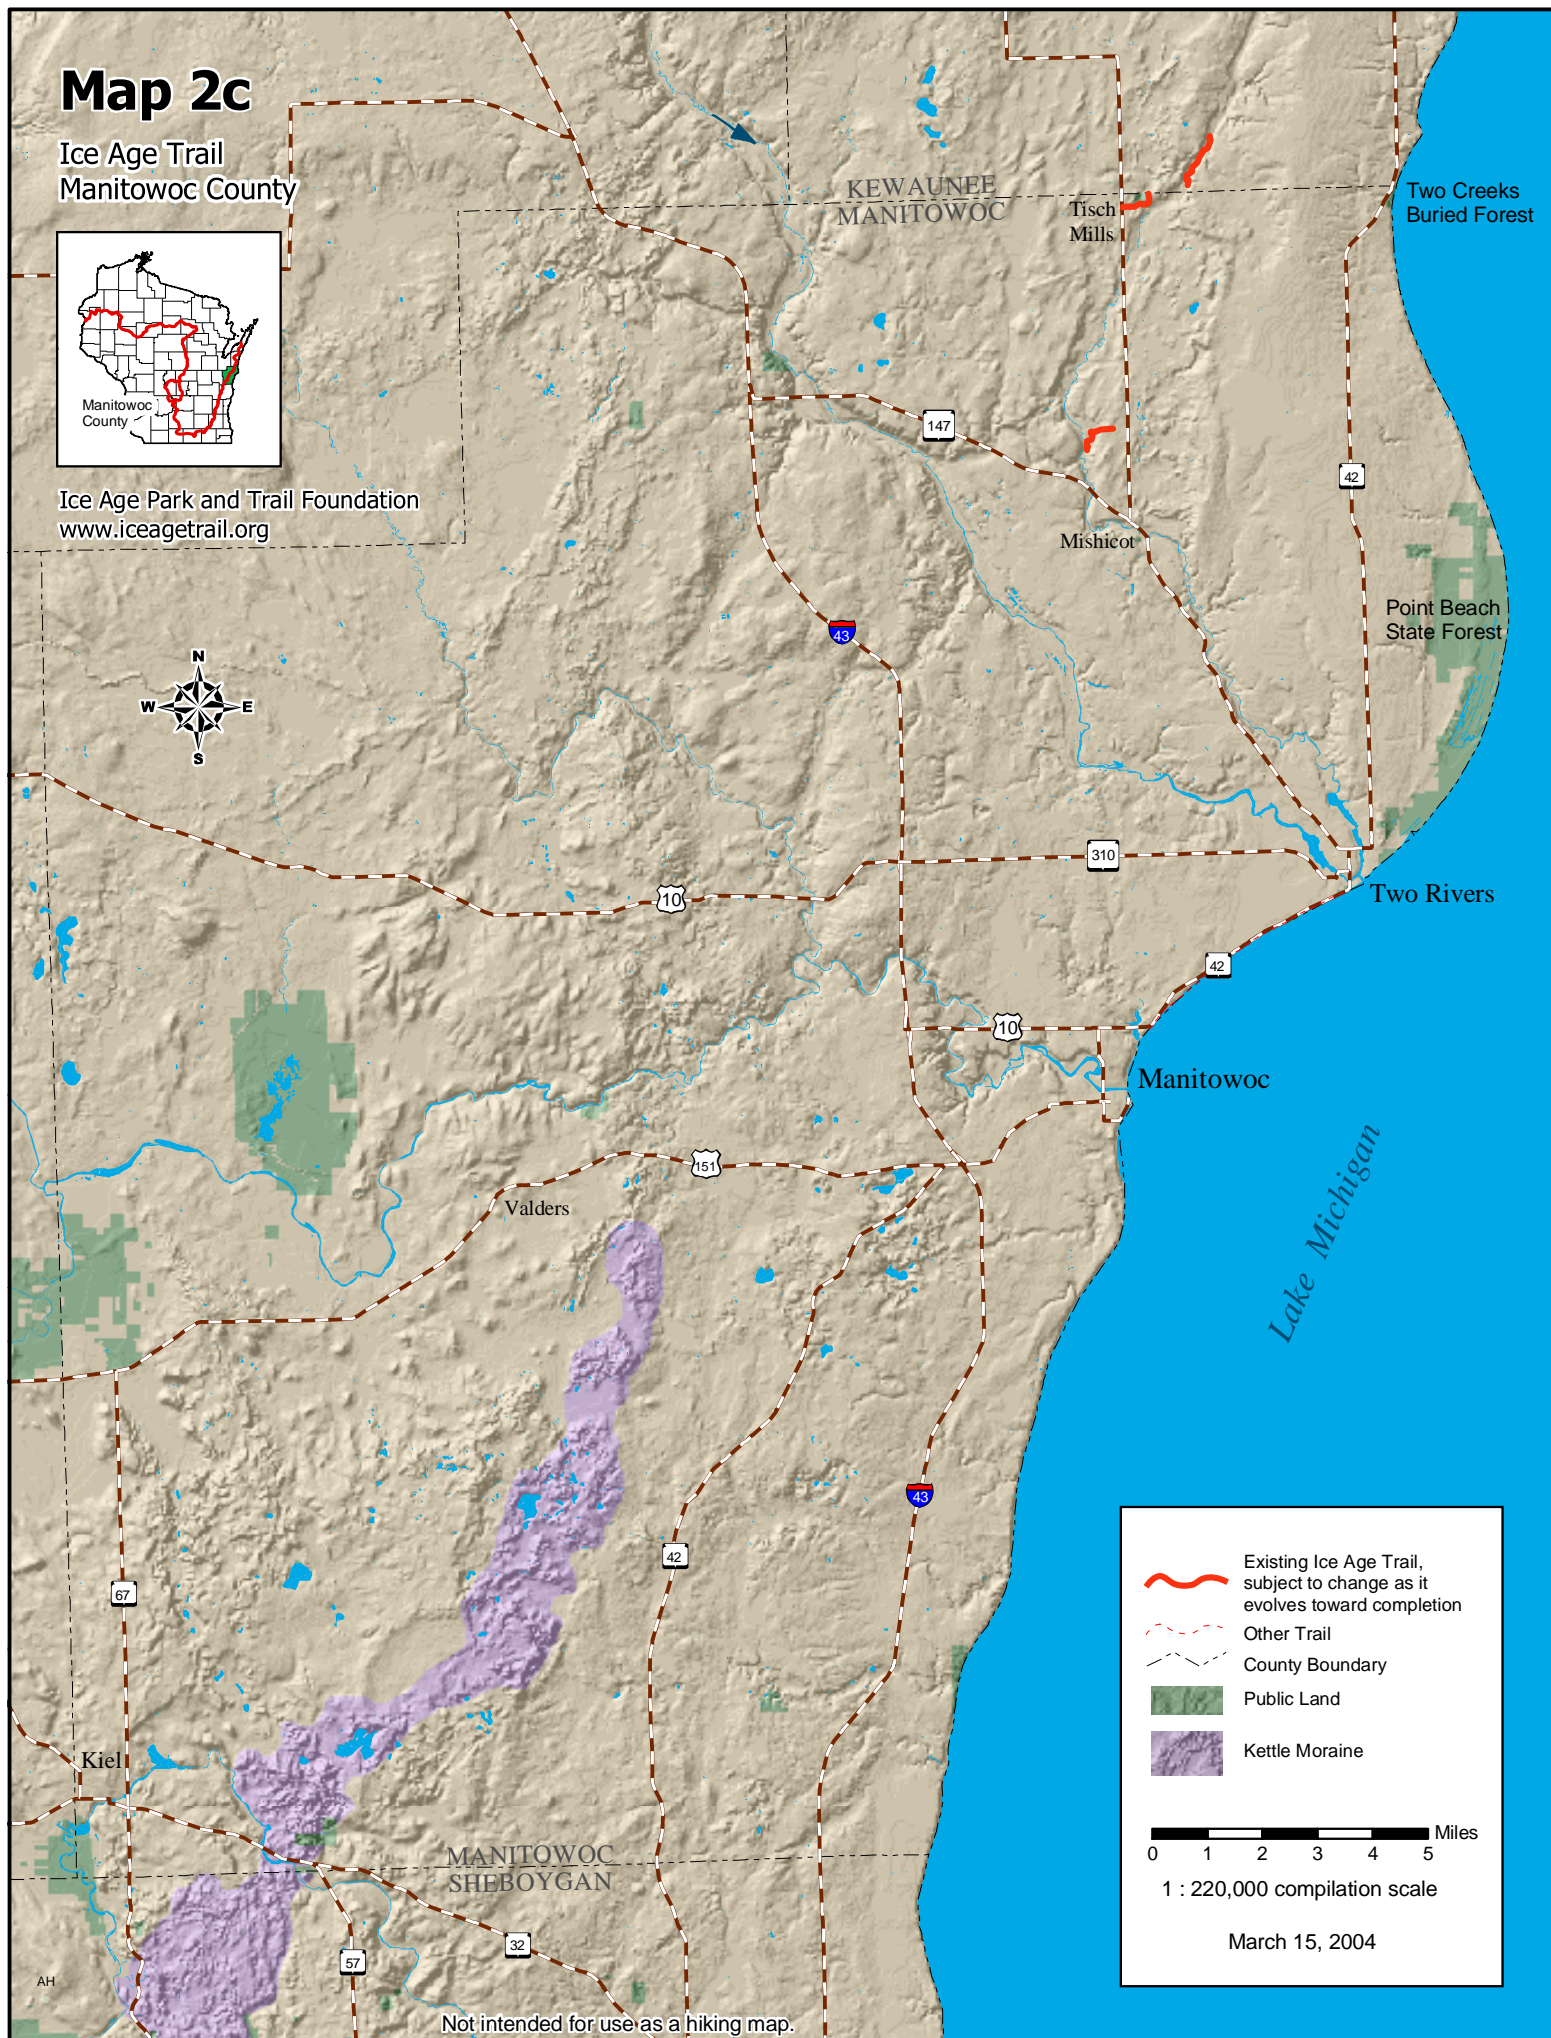 Map 2c
Ice Age Trail
Manitowoc County
Manitowoc
County
Ice Age Park and Trail Foundation
www.iceagetrail.org
KEWAUNEE
MANITOWOC
Tisch
Mills
Two Creeks
Buried Forest
147
42
Mishicot
Point Beach
State Forest
43
N
W
E
S
310
10
Two Rivers
42
10
Manitowoc
151
Valders
Lake Michigan
43
42
67
Kiel
MANITOWOC
SHEBOYGAN
32
57
AH
Not intended for use as a hiking map.
Existing Ice Age Trail,
subject to change as it
evolves toward completion
Other Trail
County Boundary
Public Land
Kettle Moraine
Miles
0 1 2 3 4 5
1 : 220,000 compilation scale
March 15, 2004